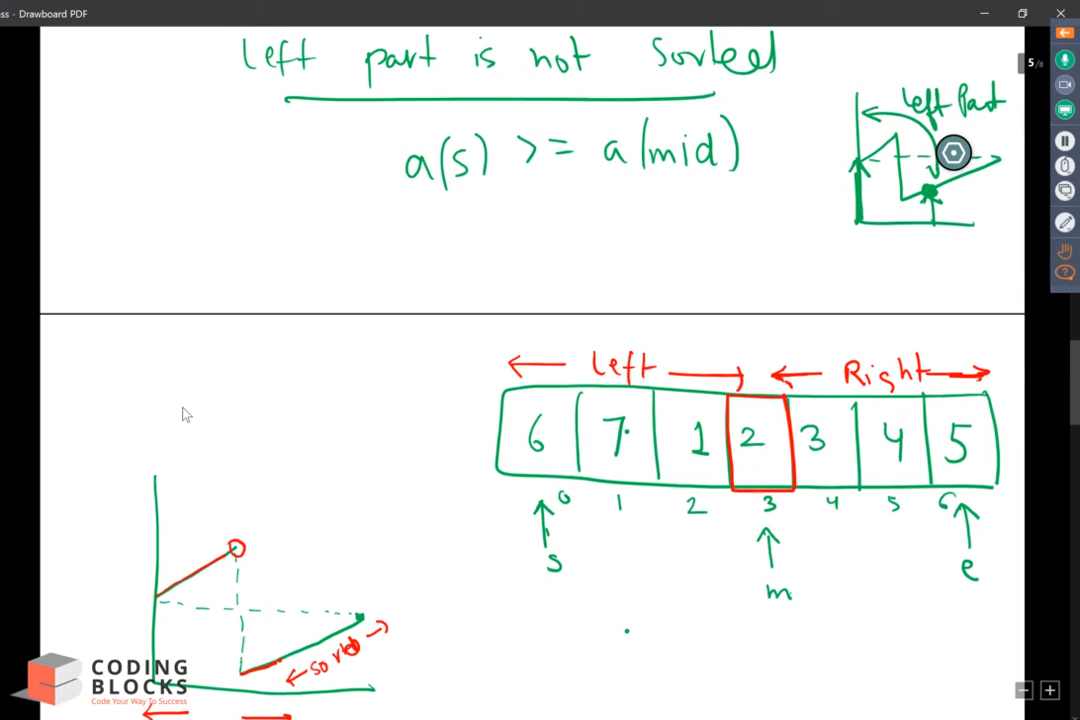 ss - Drawboard PDF
Left part is not sorted
5/8
Left Part
a(s) >= a(mid)
Left Right
6 7 1 2 3 4 5
0 1 2 3 4 5 6
s m e
sorted
CODING
BLOCKS
Code Your Way To Success